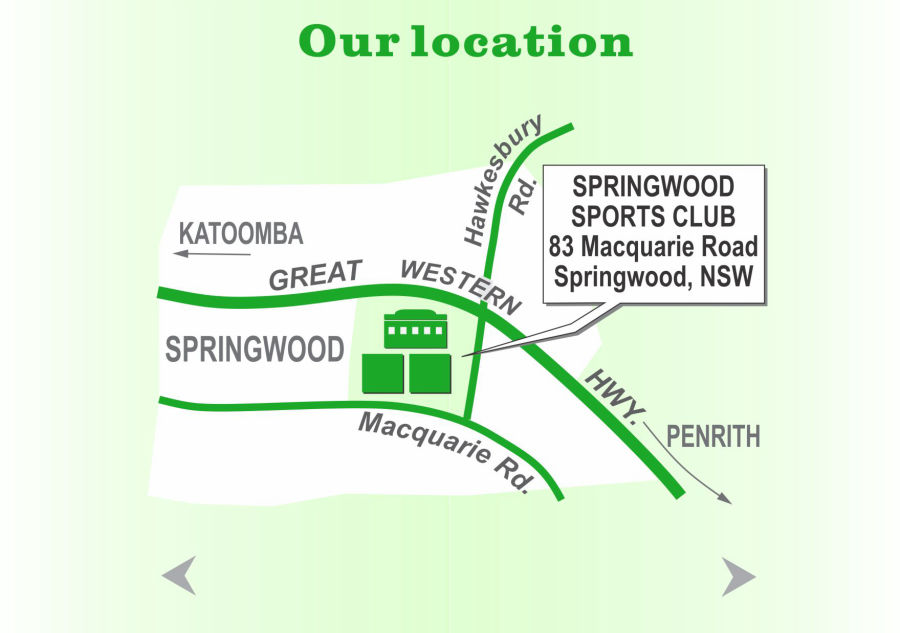 Our location
Hawkesbury
Rd.
SPRINGWOOD
SPORTS CLUB
83 Macquarie Road
Springwood, NSW
KATOOMBA
GREAT WESTERN HWY.
SPRINGWOOD
PENRITH
Macquarie Rd.